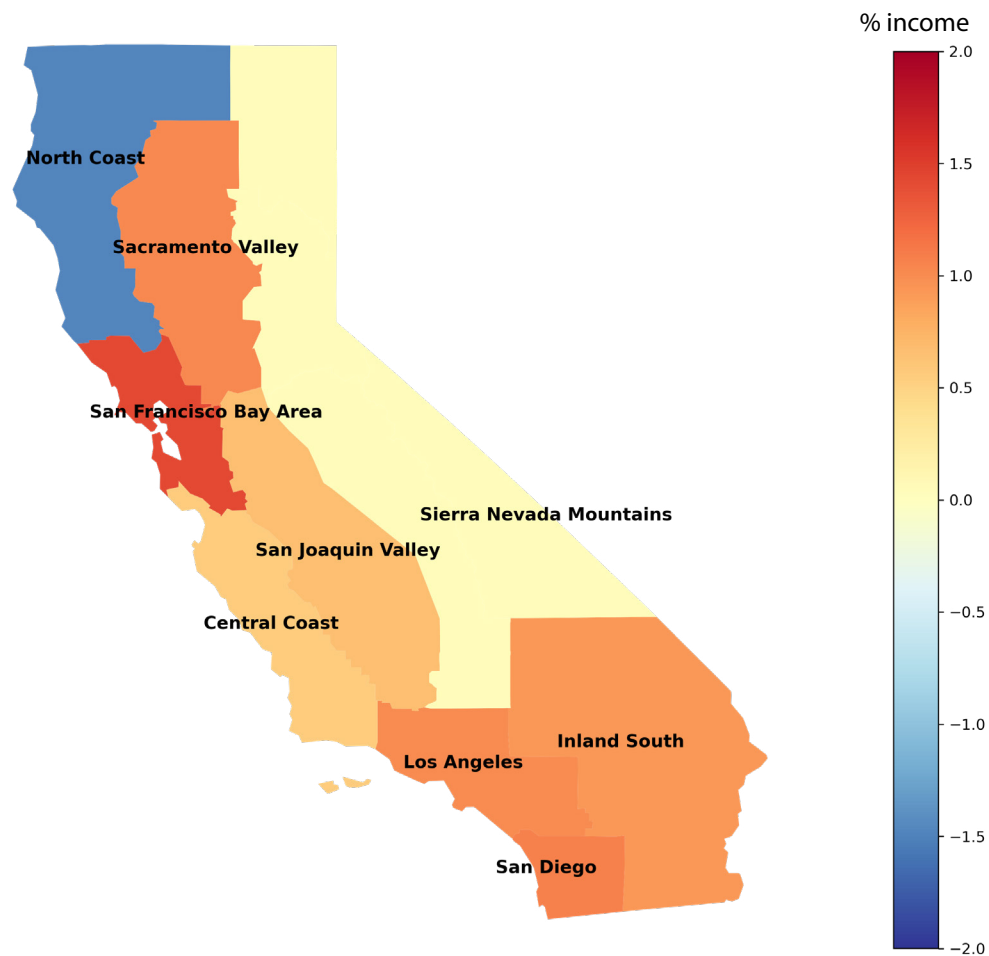 % income
2.0
1.5
North Coast
Sacramento Valley
1.0
San Francisco Bay Area
0.5
0.0
Sierra Nevada Mountains
San Joaquin Valley
−0.5
Central Coast
−1.0
Inland South
Los Angeles
−1.5
San Diego
−2.0